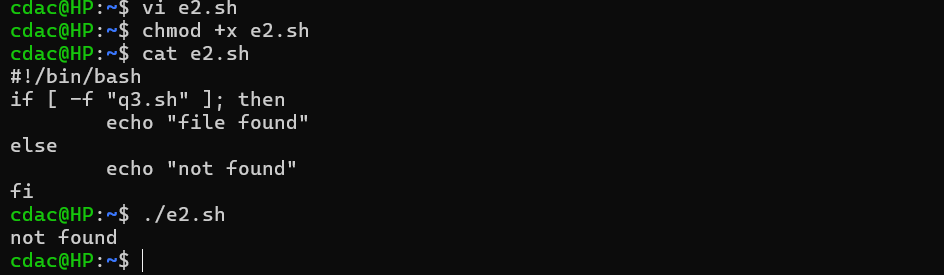 cdac@HP:~$ vi e2.sh
cdac@HP:~$ chmod +x e2.sh
cdac@HP:~$ cat e2.sh
#!/bin/bash
if [ -f "q3.sh" ]; then
        echo "file found"
else
        echo "not found"
fi
cdac@HP:~$ ./e2.sh
not found
cdac@HP:~$